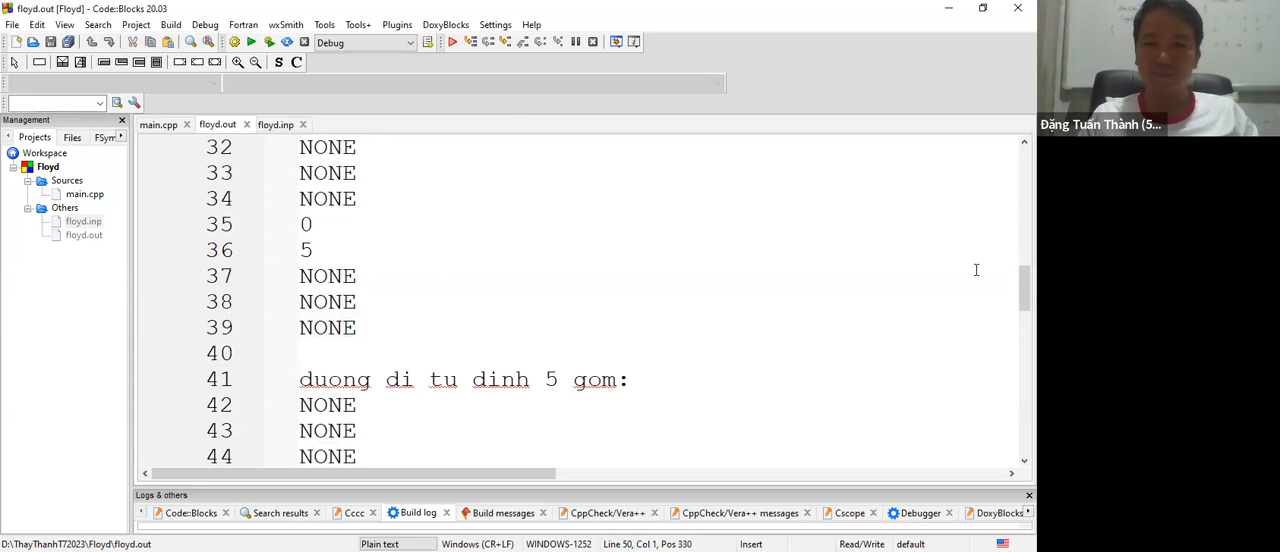 floyd.out [Floyd] - Code::Blocks 20.03
File Edit View Search Project Build Debug Fortran wxSmith Tools Tools+ Plugins DoxyBlocks Settings Help
Debug
S C
Management
Projects Files FSym
Workspace
Floyd
Sources
main.cpp
Others
floyd.inp
floyd.out
main.cpp floyd.out floyd.inp
32 NONE
33 NONE
34 NONE
35 0
36 5
37 NONE
38 NONE
39 NONE
40
41 duong di tu dinh 5 gom:
42 NONE
43 NONE
44 NONE
Logs & others
Code::Blocks Search results Cccc Build log Build messages CppCheck/Vera++ CppCheck/Vera++ messages Cscope Debugger DoxyBlocks
D:\ThayThanhT72023\Floyd\floyd.out Plain text Windows (CR+LF) WINDOWS-1252 Line 50, Col 1, Pos 330 Insert Read/Write default
Đặng Tuấn Thành (5...